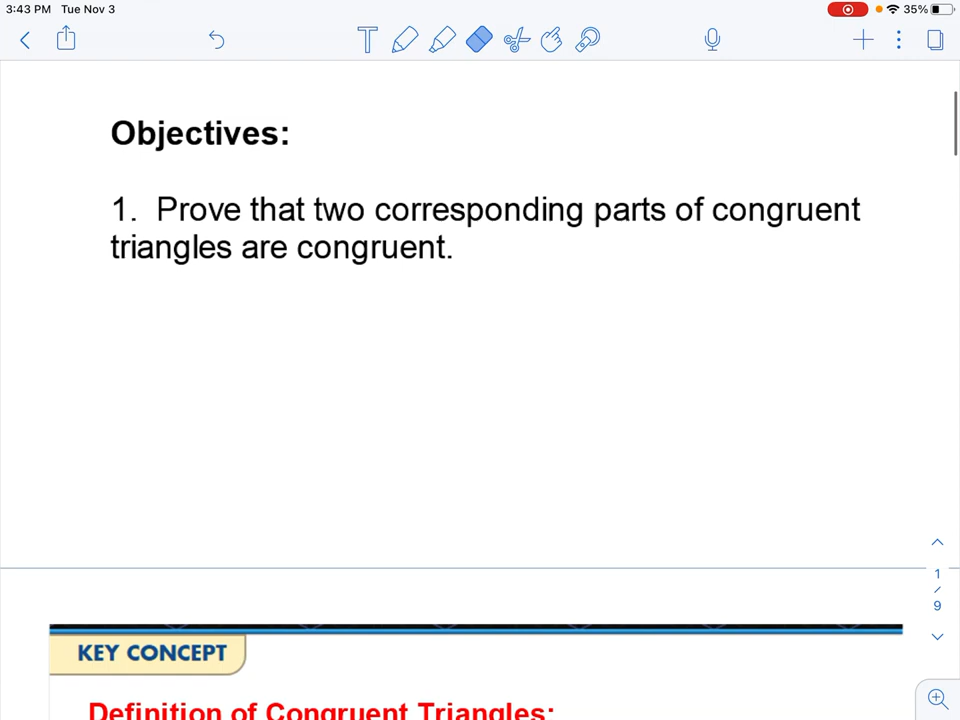 3:43 PM Tue Nov 3 35%
T
Objectives:
1. Prove that two corresponding parts of congruent
triangles are congruent.
1
/
9
KEY CONCEPT
Definition of Congruent Triangles: